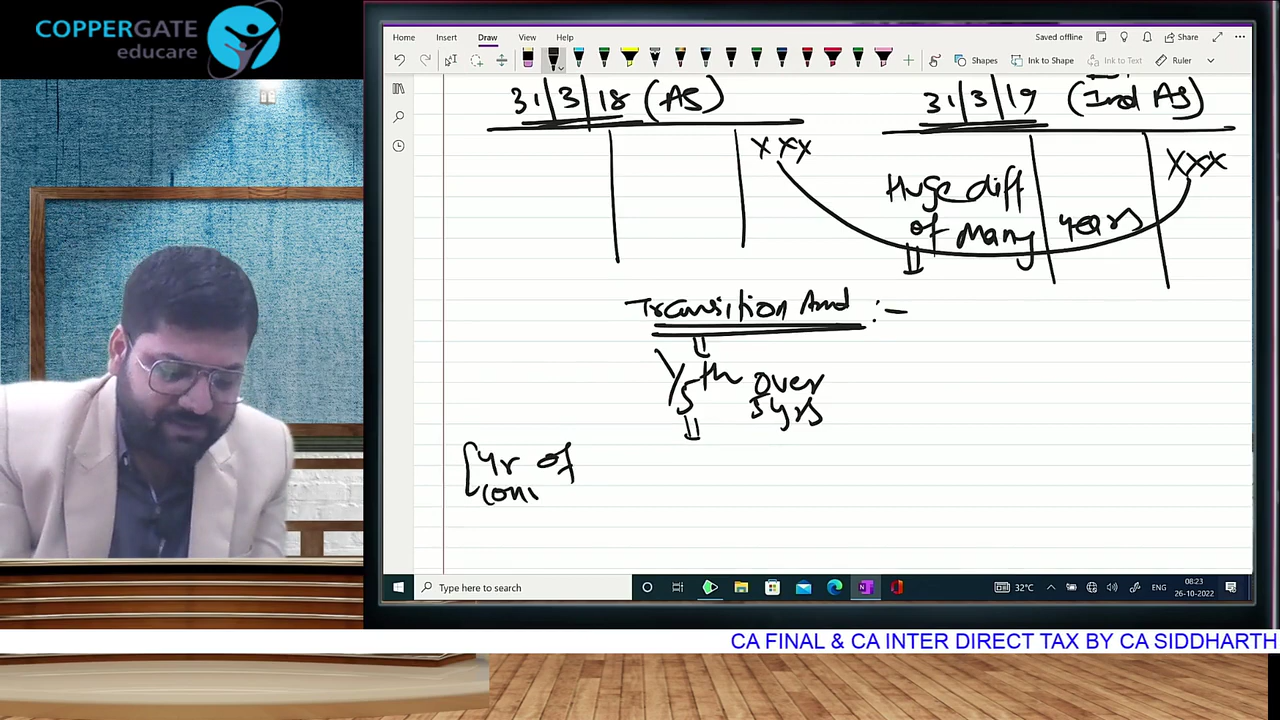 COPPERGATE
educare
Home Insert Draw View Help
Saved offline
Share
Shapes
Ink to Shape
Ink to Text
Ruler
31/3/18 (AS)
31/3/19 (Ind AS)
XXX
XXX
Huge diff
of Many years
Transition Amd :-
1/5th over
5 yrs
Yr of
Type here to search
32°C
ENG
08:23
26-10-2022
CA FINAL & CA INTER DIRECT TAX BY CA SIDDHARTH